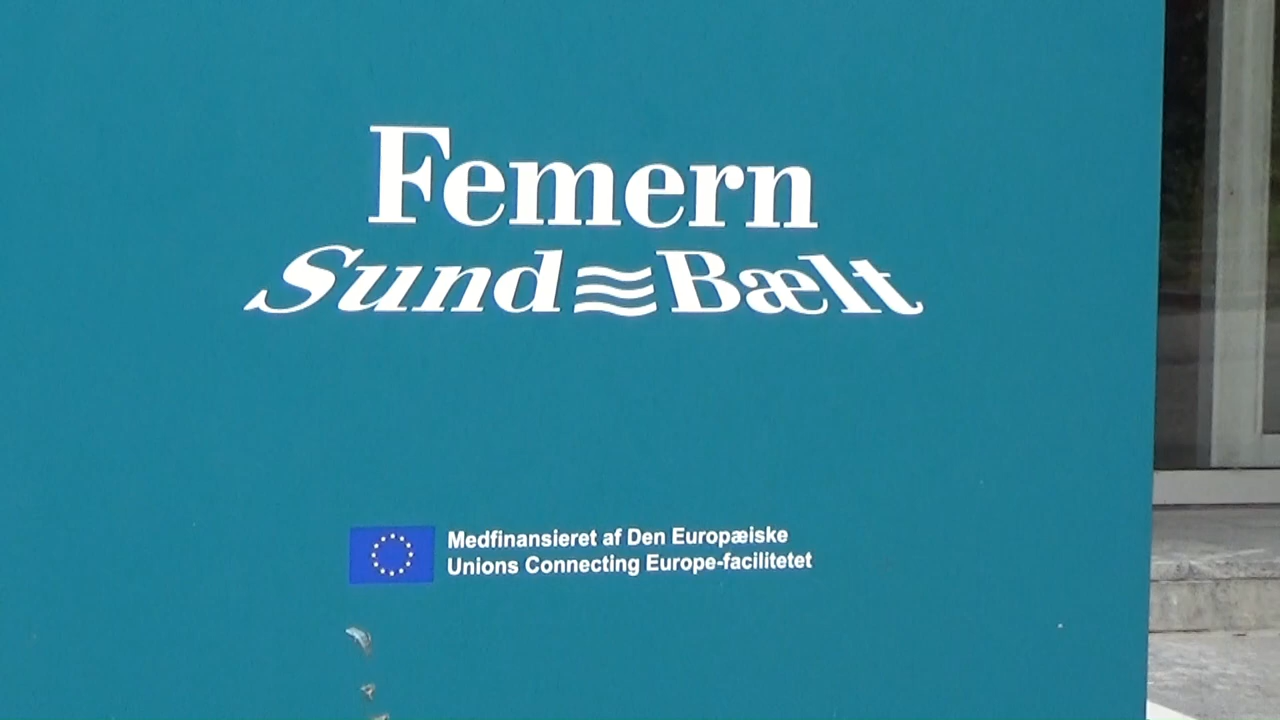 Femern
Sund Bælt
Medfinansieret af Den Europæiske
Unions Connecting Europe-facilitetet